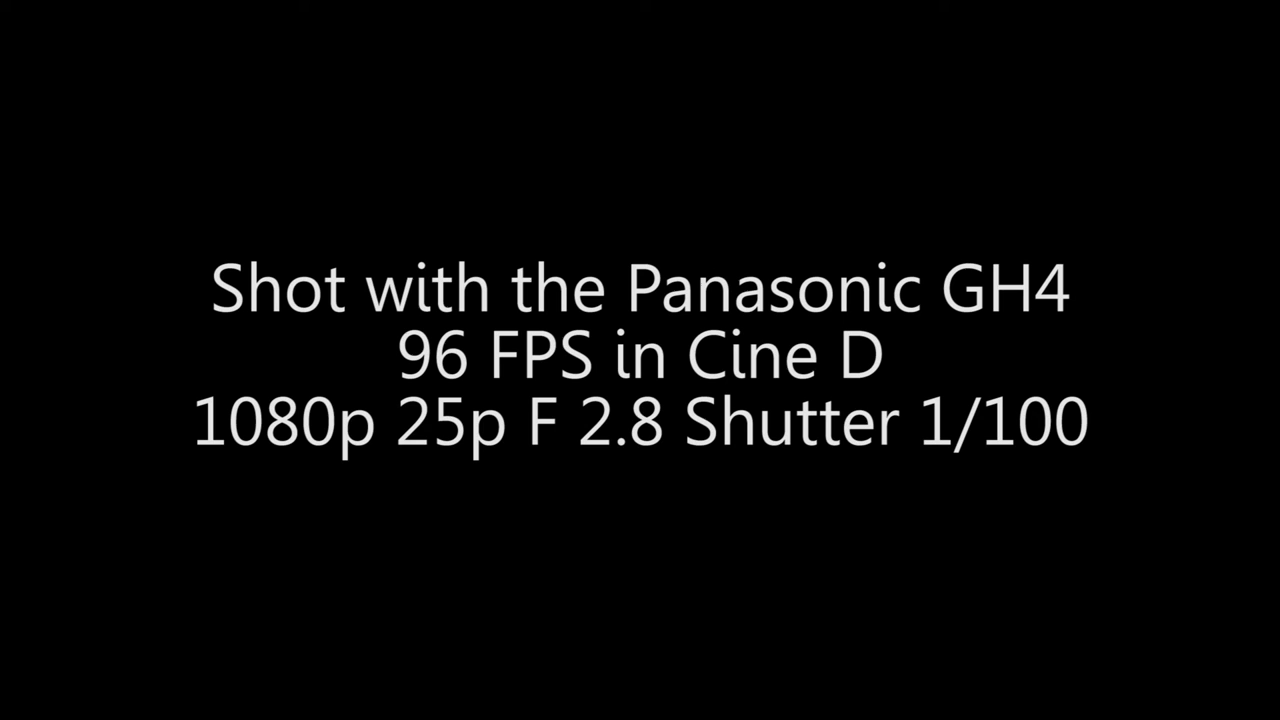 Shot with the Panasonic GH4
96 FPS in Cine D
1080p 25p F 2.8 Shutter 1/100